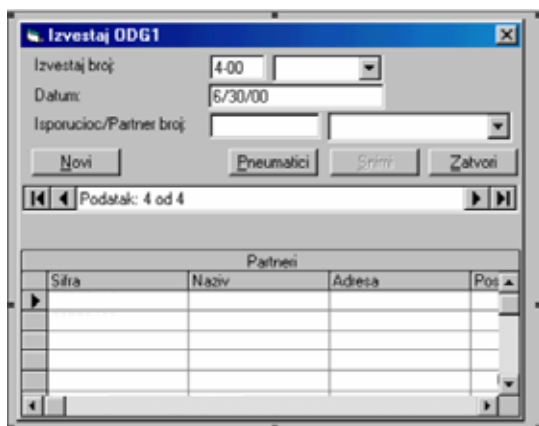 Izvestaj ODG1
Izvestaj broj: 4-00
Datum: 6/30/00
Isporucioc/Partner broj:
Novi Pneumatici Snimi Zatvori
Podatak: 4 od 4
Partneri
Sifra Naziv Adresa Pos